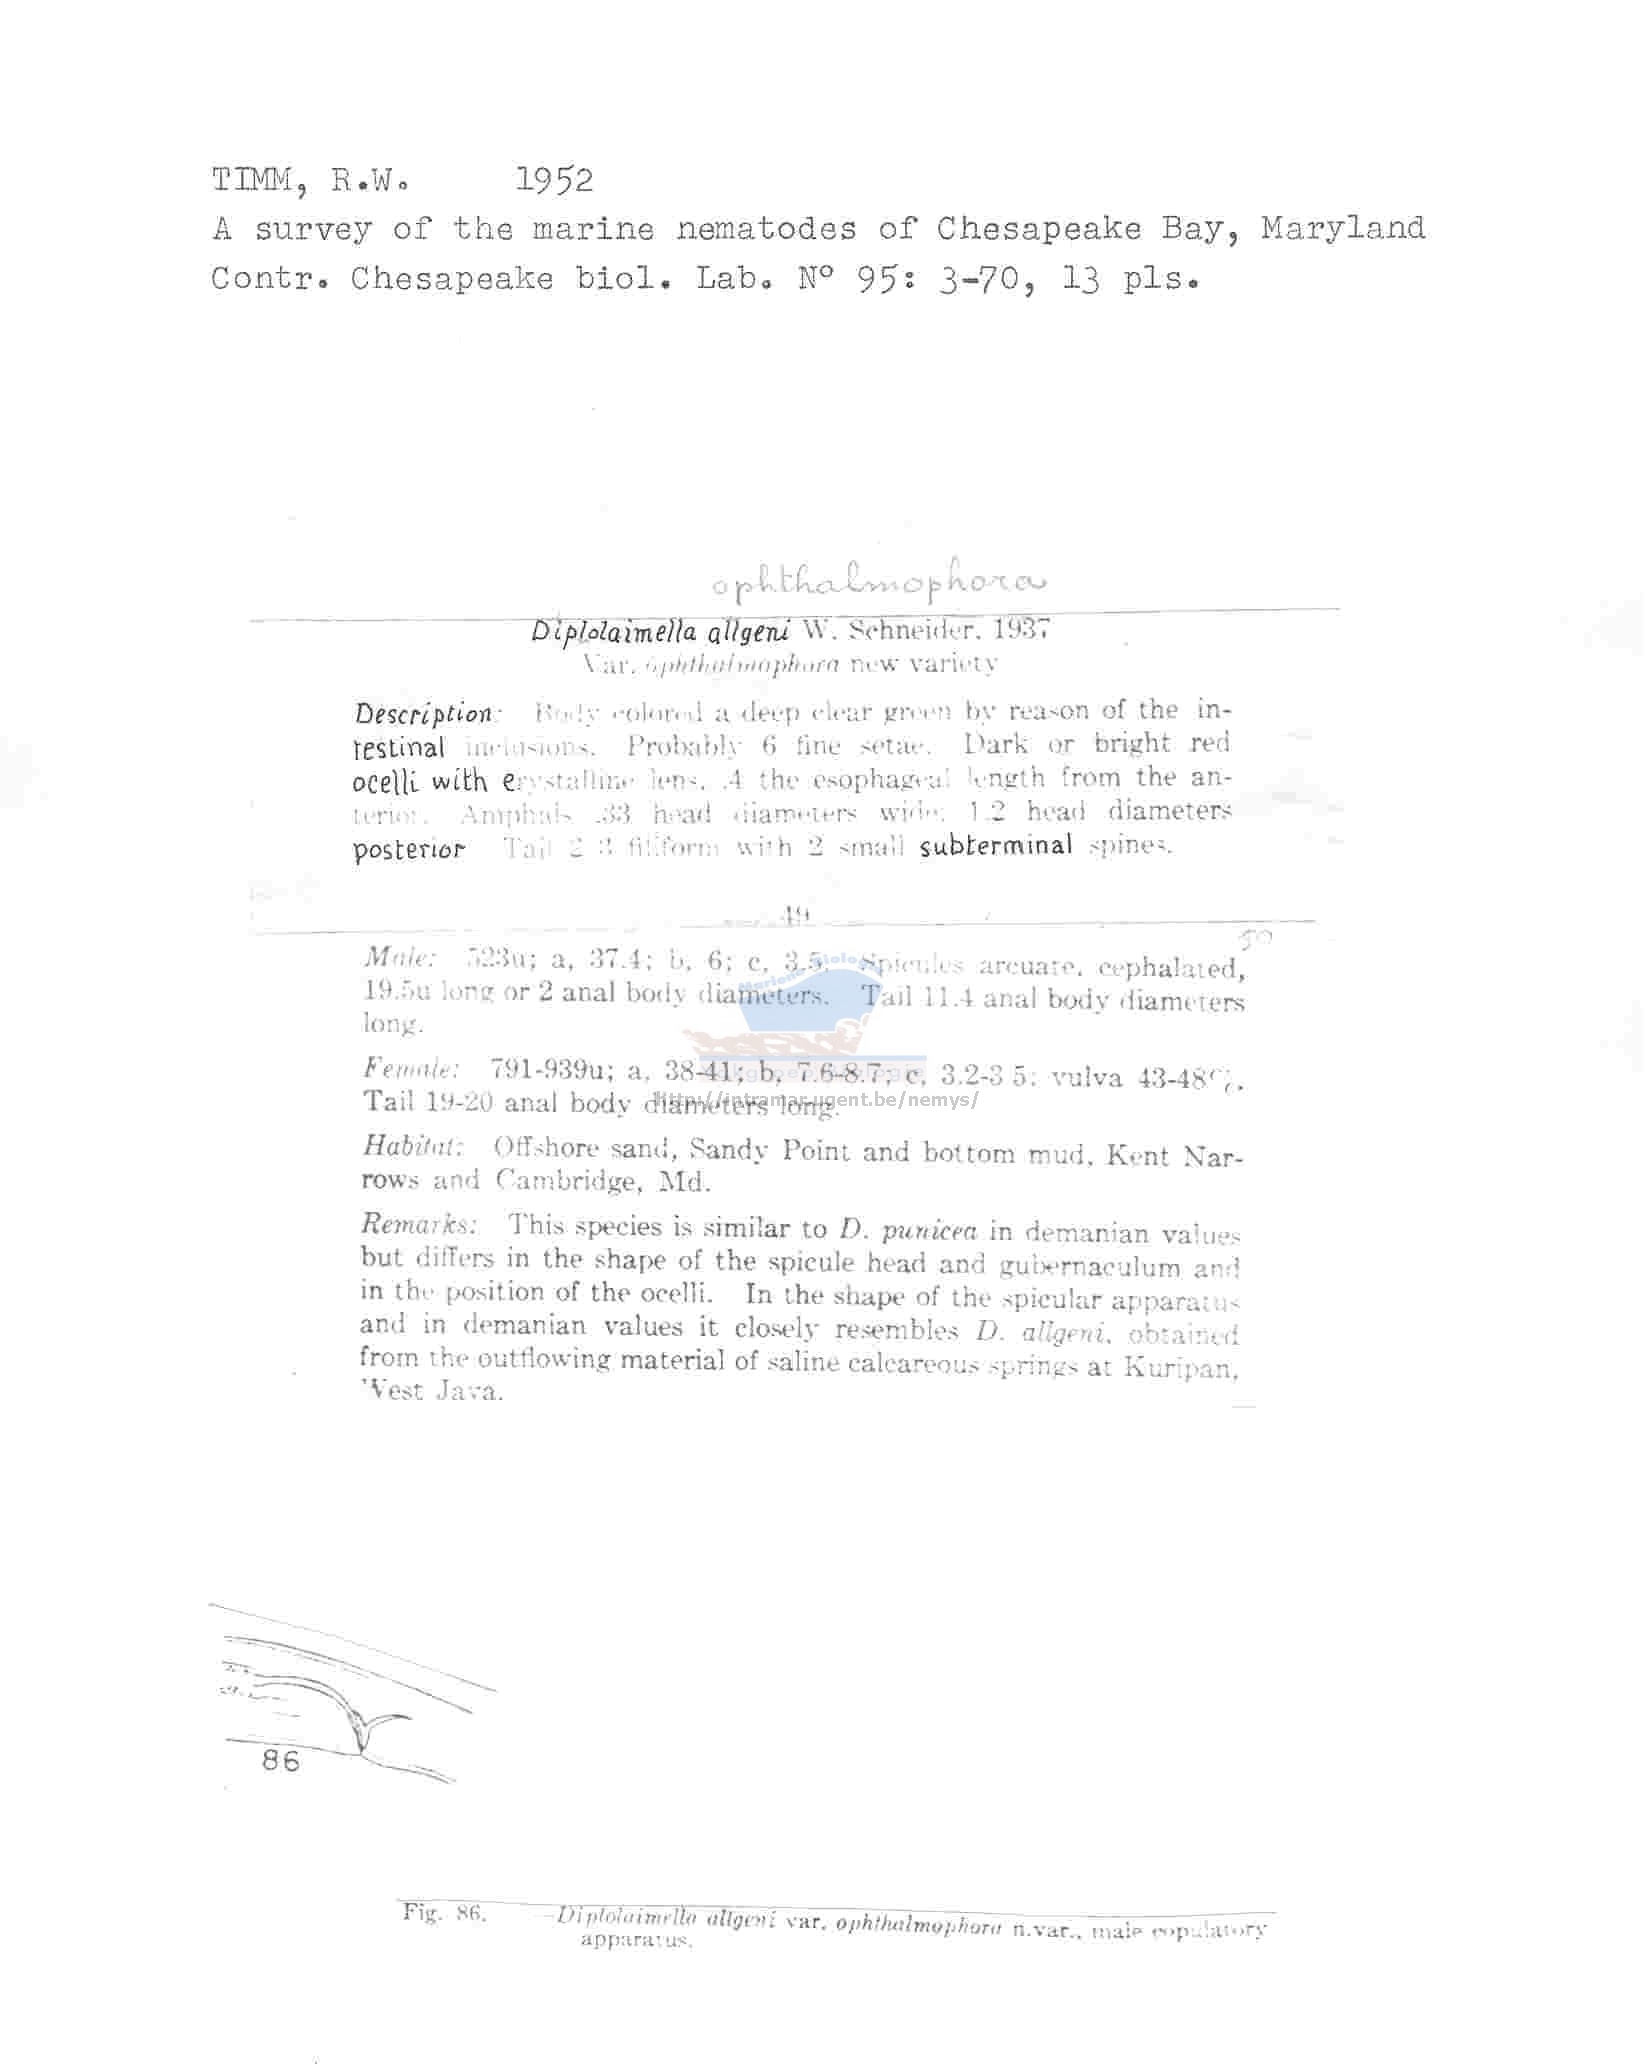 TIMM, R.W. 1952
A survey of the marine nematodes of Chesapeake Bay, Maryland
Contr. Chesapeake biol. Lab. Nº 95: 3-70, 13 pls.
ophthalmophora
Diplolaimella allgeni W. Schneider, 1937
Var. ophthalmophora new variety
Description: Body colored a deep clear green by reason of the in-
testinal inclusions. Probably 6 fine setae. Dark or bright red
ocelli with crystalline lens, .4 the esophageal length from the an-
terior. Amphids .33 head diameters wide; 1.2 head diameters
posterior Tail 2 3 filiform with 2 small subterminal spines.
49
50
Male: 523u; a, 37.4; b, 6; c, 3.5. Spicules arcuate, cephalated,
19.5u long or 2 anal body diameters. Tail 11.4 anal body diameters
long.
Marine Biology
Female: 791-939u; a, 38-41; b, 7.6-8.7; c, 3.2-3.5; vulva 43-48%.
Tail 19-20 anal body diameters long.
http://intramar.ugent.be/nemys/
Habitat: Offshore sand, Sandy Point and bottom mud, Kent Nar-
rows and Cambridge, Md.
Remarks: This species is similar to D. punicea in demanian values
but differs in the shape of the spicule head and gubernaculum and
in the position of the ocelli. In the shape of the spicular apparatus
and in demanian values it closely resembles D. allgeni, obtained
from the outflowing material of saline calcareous springs at Kuripan,
West Java.
86
Fig. 86. —Diplolaimella allgeni var. ophthalmophora n.var., male copulatory
apparatus.